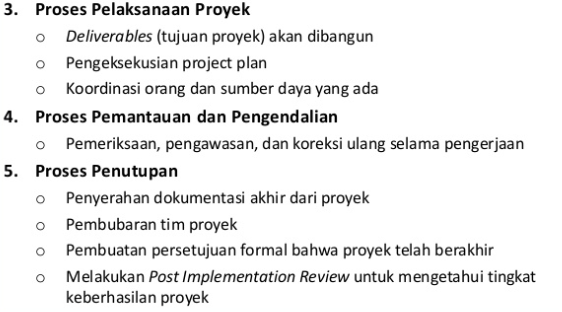 3. Proses Pelaksanaan Proyek
o Deliverables (tujuan proyek) akan dibangun
o Pengeksekusian project plan
o Koordinasi orang dan sumber daya yang ada
4. Proses Pemantauan dan Pengendalian
o Pemeriksaan, pengawasan, dan koreksi ulang selama pengerjaan
5. Proses Penutupan
o Penyerahan dokumentasi akhir dari proyek
o Pembubaran tim proyek
o Pembuatan persetujuan formal bahwa proyek telah berakhir
o Melakukan Post Implementation Review untuk mengetahui tingkat
keberhasilan proyek